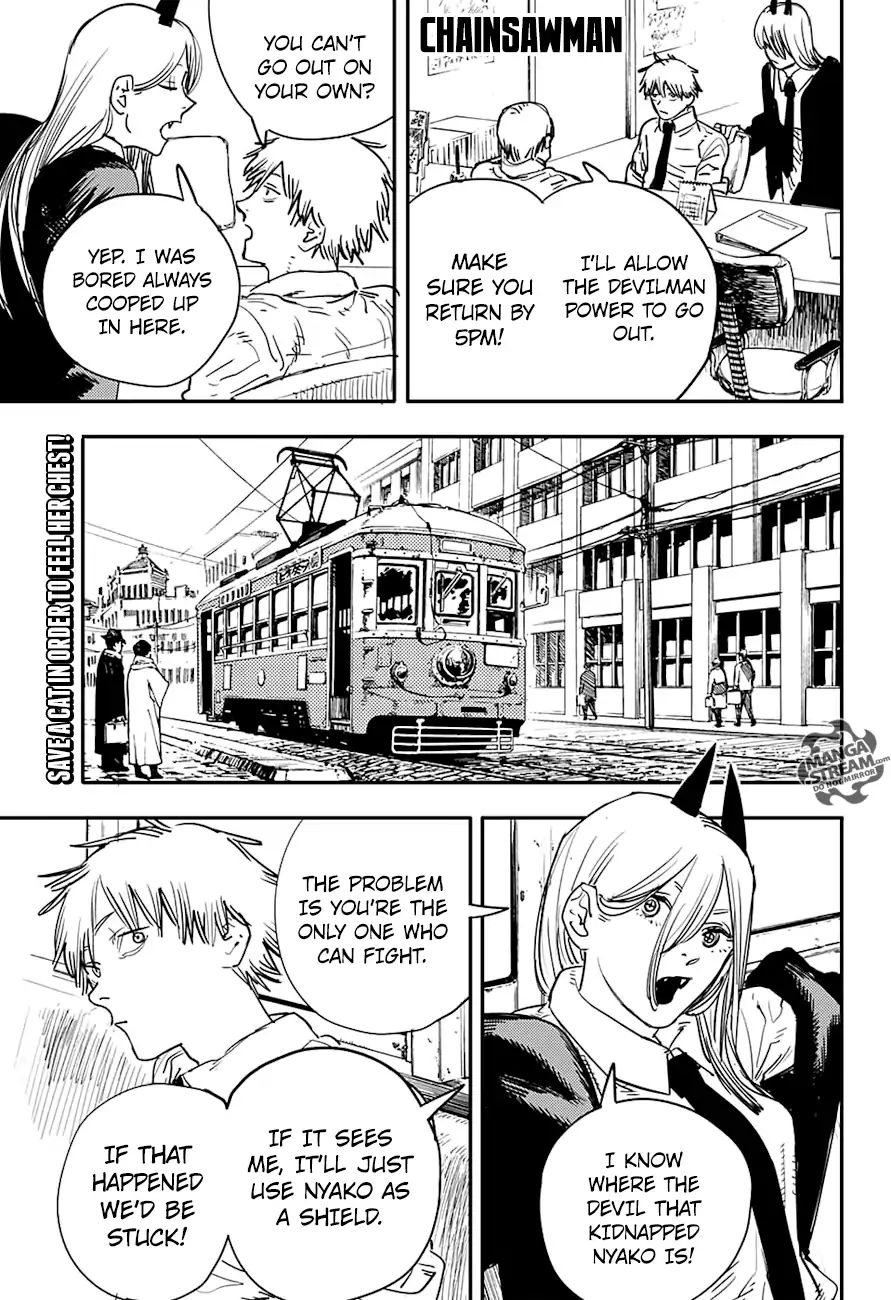 CHAINSAWMAN
I'LL ALLOW
THE DEVILMAN
POWER TO GO
OUT.
MAKE
SURE YOU
RETURN BY
5PM!
YOU CAN'T
GO OUT ON
YOUR OWN?
YEP. I WAS
BORED ALWAYS
COOPED UP
IN HERE.
SAVE A CAT IN ORDER TO FEEL HER CHEST!
MANGA
STREAM.com
DO NOT MIRROR
I KNOW
WHERE THE
DEVIL THAT
KIDNAPPED
NYAKO IS!
THE PROBLEM
IS YOU'RE THE
ONLY ONE WHO
CAN FIGHT.
IF IT SEES
ME, IT'LL JUST
USE NYAKO AS
A SHIELD.
IF THAT
HAPPENED
WE'D BE
STUCK!